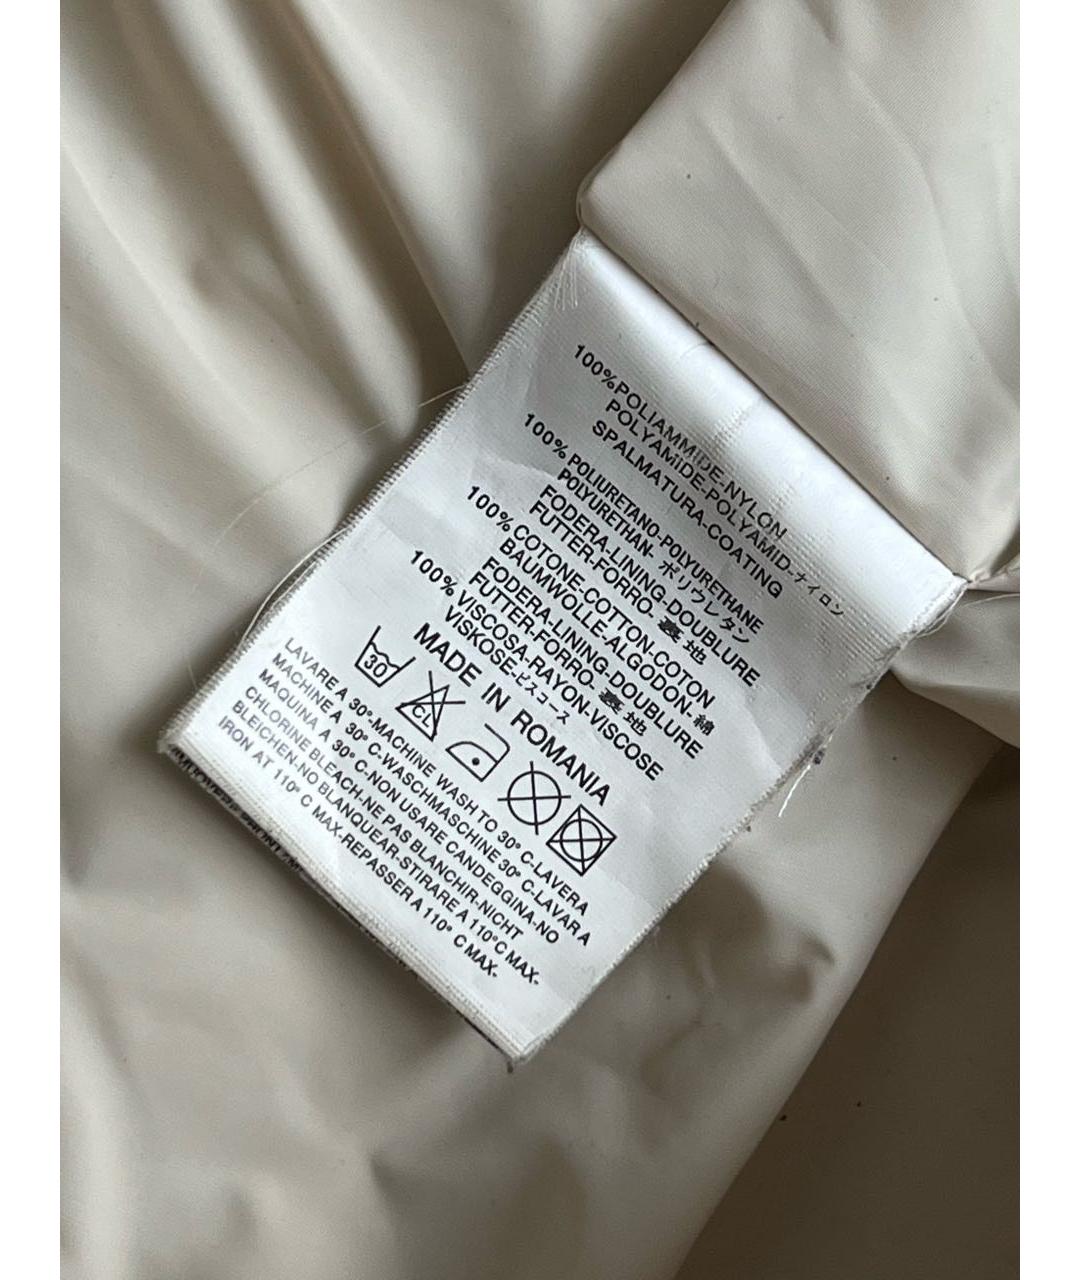 100%POLIAMMIDE-NYLON
POLYAMIDE-POLYAMID-ナイロン
SPALMATURA-COATING
100% POLIURETANO-POLYURETHANE
POLYURETHAN- ポリウレタン
FODERA-LINING-DOUBLURE
FUTTER-FORRO- 裏地
100% COTONE-COTTON-COTON
BAUMWOLLE-ALGODON-綿
FODERA-LINING-DOUBLURE
FUTTER-FORRO- 裏地
100% VISCOSA-RAYON-VISCOSE
VISKOSE-ビスコース
MADE IN ROMANIA
30 CL
LAVARE A 30°-MACHINE WASH TO 30° C-LAVERA
MACHINE A 30° C-WASCHMASCHINE 30° C-LAVAR A
MAQUINA A 30° C-NON USARE CANDEGGINA-NO
CHLORINE BLEACH-NE PAS BLANCHIR-NICHT
BLEICHEN-NO BLANQUEAR-STIRARE A 110°C MAX-
IRON AT 110° C MAX-REPASSER A 110° C MAX-